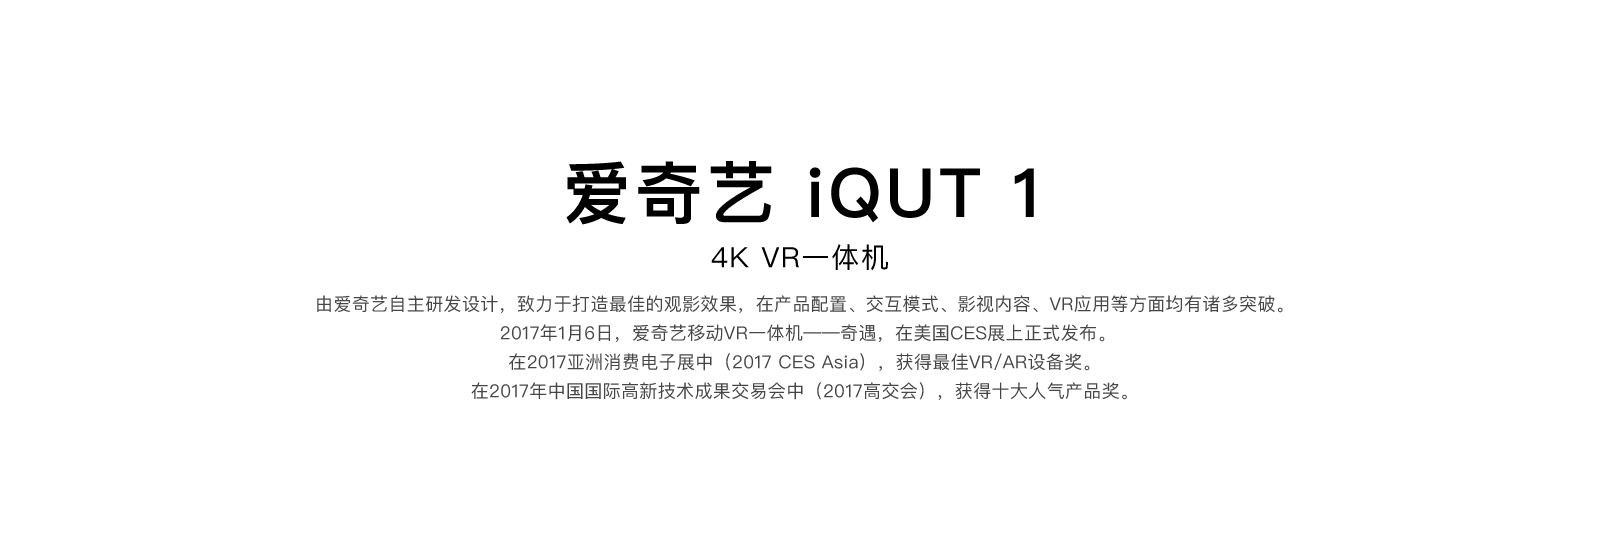 爱奇艺 iQUT 1
4K VR一体机
由爱奇艺自主研发设计，致力于打造最佳的观影效果，在产品配置、交互模式、影视内容、VR应用等方面均有诸多突破。
2017年1月6日，爱奇艺移动VR一体机——奇遇，在美国CES展上正式发布。
在2017亚洲消费电子展中（2017 CES Asia），获得最佳VR/AR设备奖。
在2017年中国国际高新技术成果交易会中（2017高交会），获得十大人气产品奖。